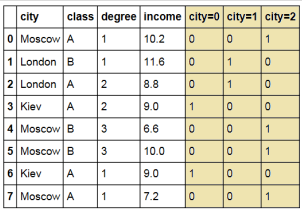 city class degree income city=0 city=1 city=2
0 Moscow A 1 10.2 0 0 1
1 London B 1 11.6 0 1 0
2 London A 2 8.8 0 1 0
3 Kiev A 2 9.0 1 0 0
4 Moscow B 3 6.6 0 0 1
5 Moscow B 3 10.0 0 0 1
6 Kiev A 1 9.0 1 0 0
7 Moscow A 1 7.2 0 0 1